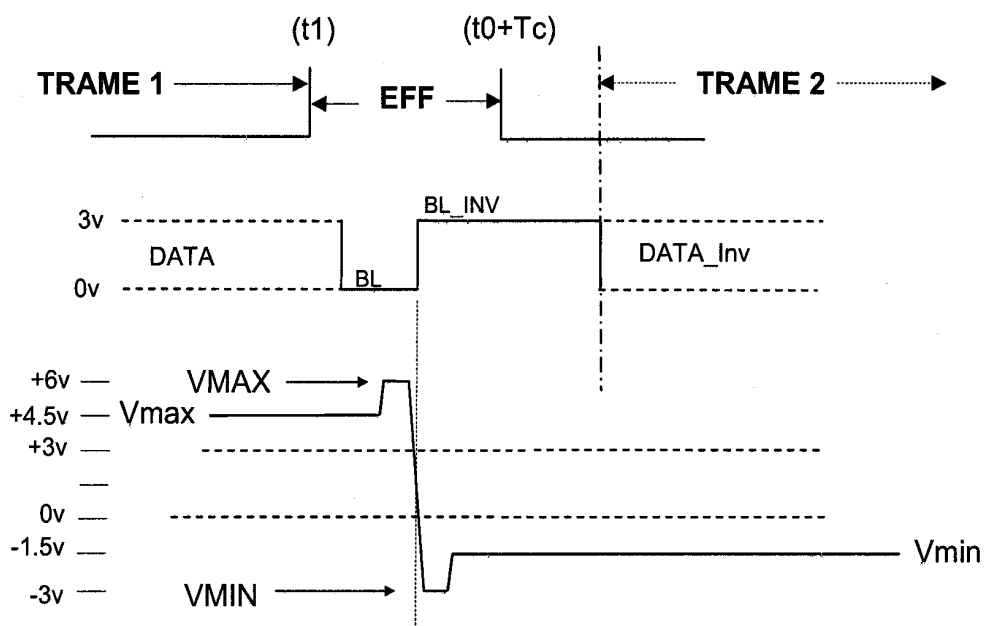 (t1) (t0+Tc)
TRAME 1 EFF TRAME 2
3v BL_INV
DATA DATA_Inv
0v BL
+6v VMAX
+4.5v Vmax
+3v
0v
-1.5v Vmin
-3v VMIN